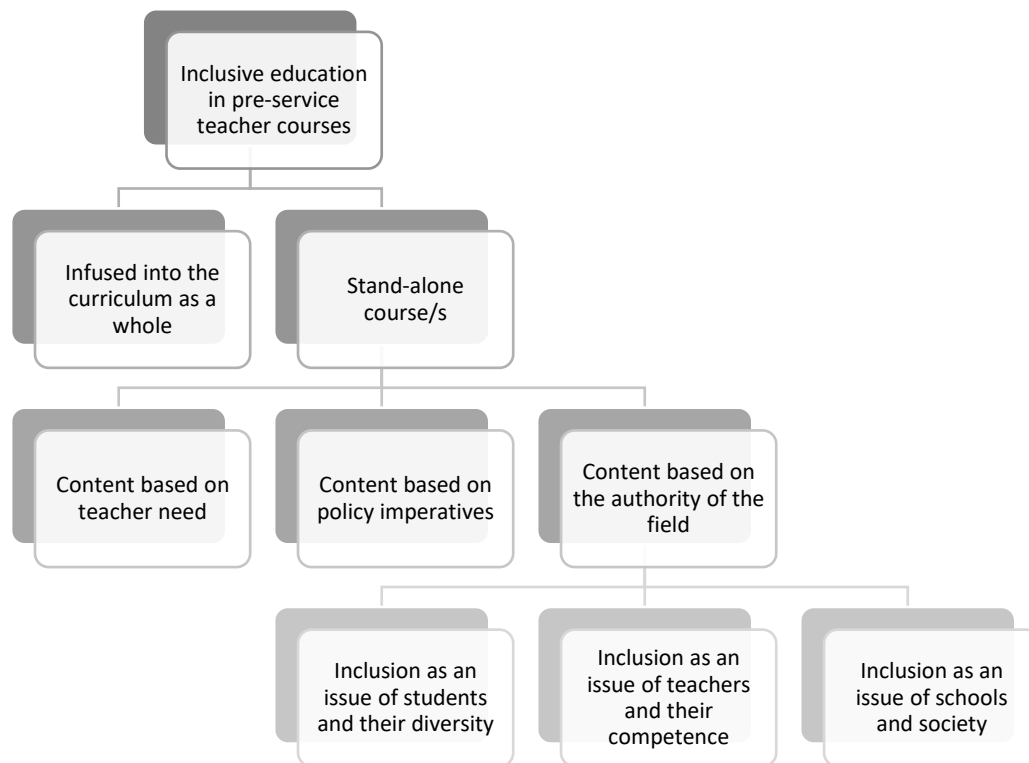 Inclusive education
in pre-service
teacher courses
Infused into the
curriculum as a
whole
Stand-alone
course/s
Content based on
teacher need
Content based on
policy imperatives
Content based on
the authority of the
field
Inclusion as an
issue of students
and their diversity
Inclusion as an
issue of teachers
and their
competence
Inclusion as an
issue of schools
and society